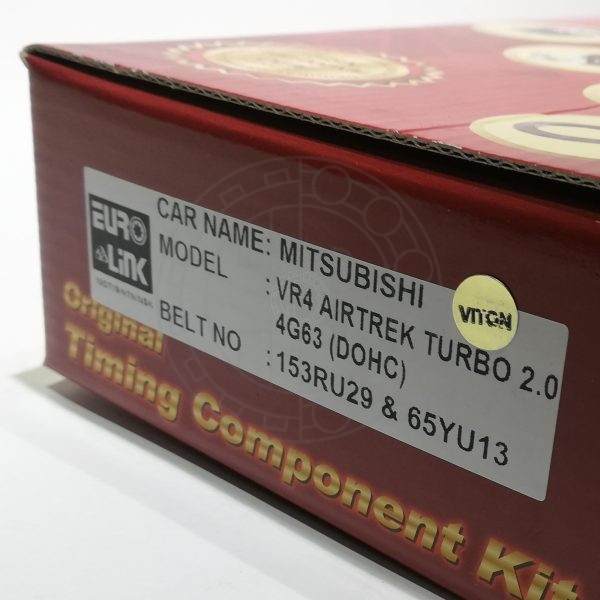 EURO
LiNK
CAR NAME: MITSUBISHI
MODEL : VR4 AIRTREK TURBO 2.0
4G63 (DOHC)
BELT NO : 153RU29 & 65YU13
VITON
Original
Timing Component Kit